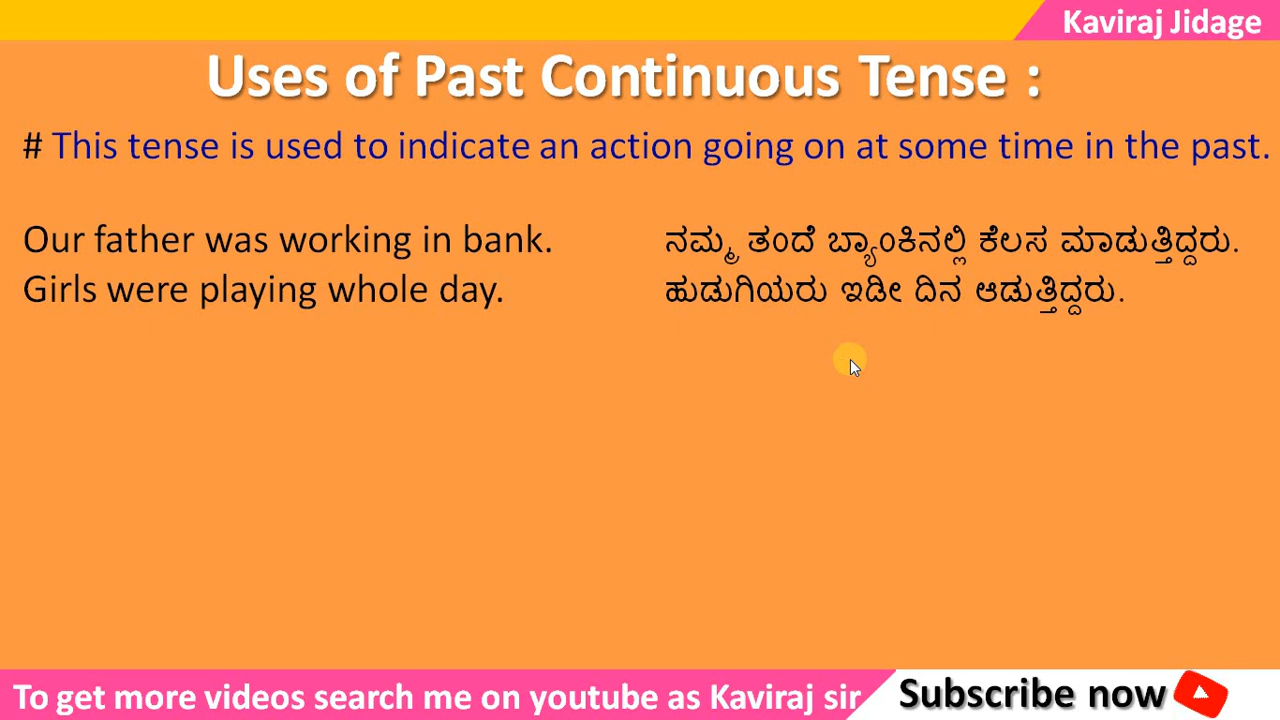 Kaviraj Jidage
Uses of Past Continuous Tense :
# This tense is used to indicate an action going on at some time in the past.
Our father was working in bank. ನಮ್ಮ ತಂದೆ ಬ್ಯಾಂಕಿನಲ್ಲಿ ಕೆಲಸ ಮಾಡುತ್ತಿದ್ದರು.
Girls were playing whole day. ಹುಡುಗಿಯರು ಇಡೀ ದಿನ ಆಡುತ್ತಿದ್ದರು.
To get more videos search me on youtube as Kaviraj sir Subscribe now